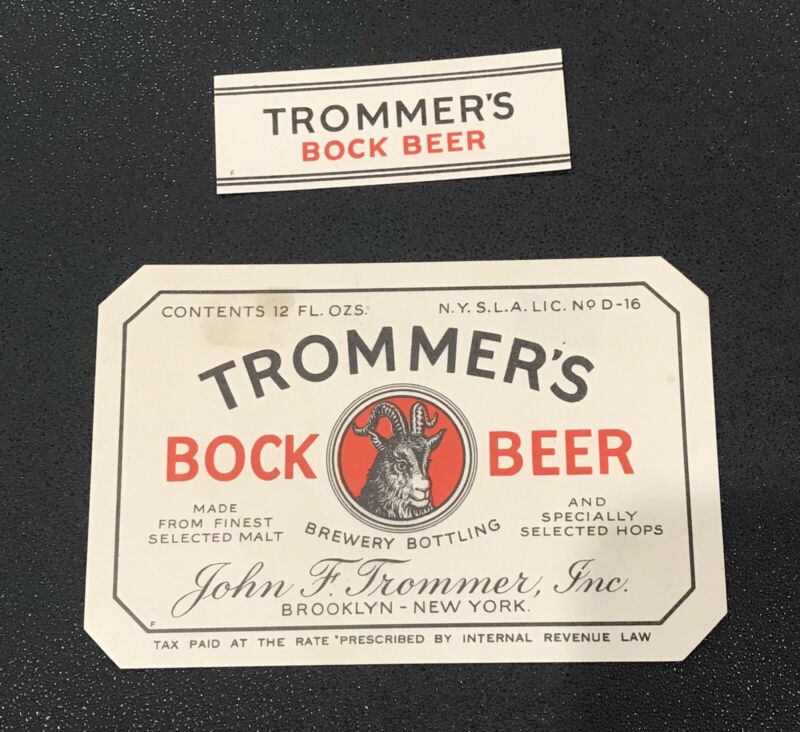 TROMMER'S
BOCK BEER
F
CONTENTS 12 FL. OZS. N.Y. S.L.A. LIC. Nº D-16
TROMMER'S
BOCK BEER
MADE
FROM FINEST
SELECTED MALT
BREWERY BOTTLING
AND
SPECIALLY
SELECTED HOPS
John F. Trommer, Inc.
BROOKLYN - NEW YORK.
F
TAX PAID AT THE RATE PRESCRIBED BY INTERNAL REVENUE LAW